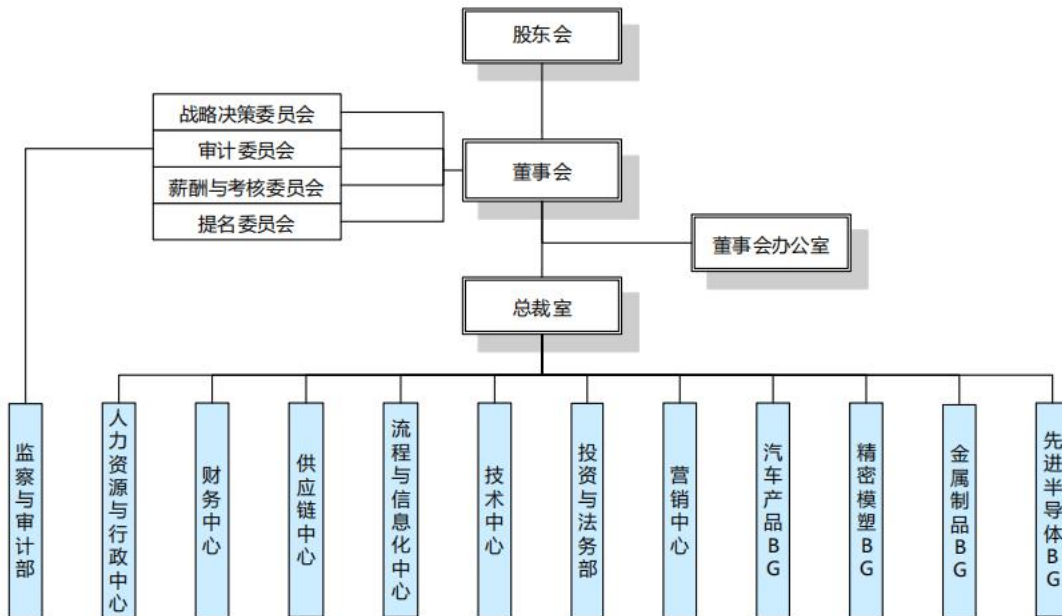 股东会
战略决策委员会
审计委员会
薪酬与考核委员会
提名委员会
董事会
董事会办公室
总裁室
监察与审计部
人力资源与行政中心
财务中心
供应链中心
流程与信息化中心
技术中心
投资与法务部
营销中心
汽车产品BG
精密模塑BG
金属制品BG
先进半导体BG